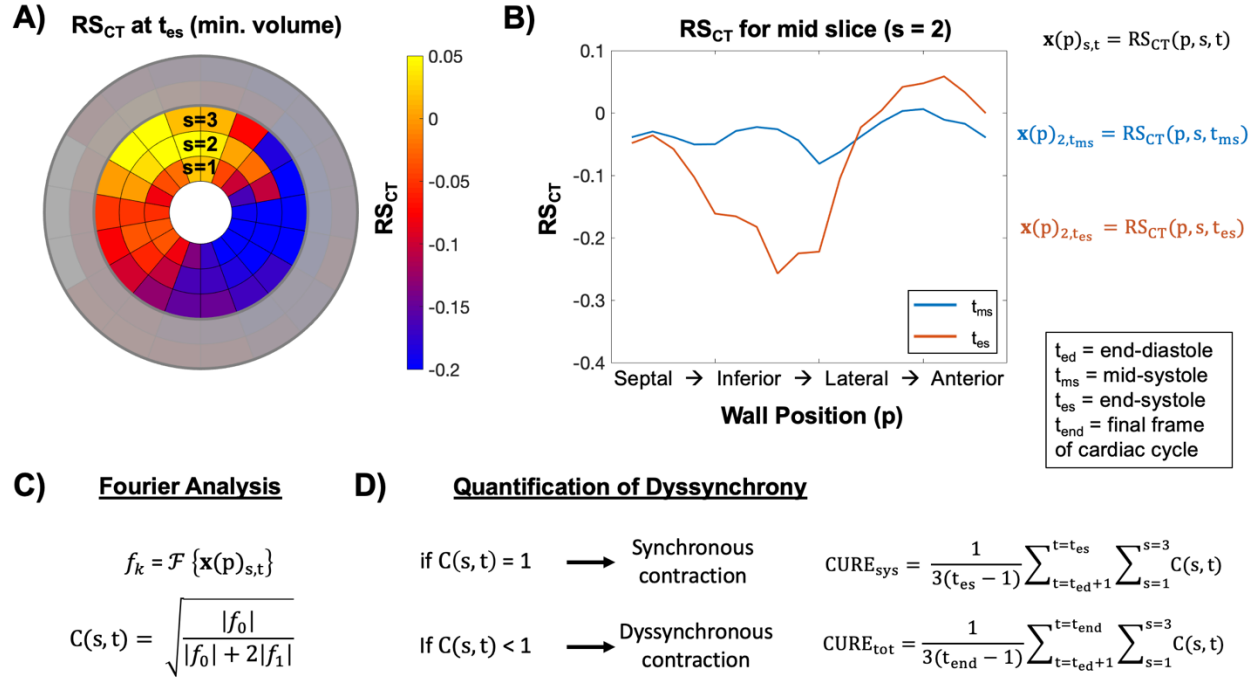 A)
RS_CT at t_es (min. volume)
s=3
s=2
s=1
0.05
0
-0.05
-0.1
-0.15
-0.2
RS_CT
B)
RS_CT for mid slice (s = 2)
0.1
0
-0.1
-0.2
-0.3
-0.4
RS_CT
t_ms
t_es
Septal → Inferior → Lateral → Anterior
Wall Position (p)
x(p)_{s,t} = RS_CT(p, s, t)
x(p)_{2,t_ms} = RS_CT(p, s, t_ms)
x(p)_{2,t_es} = RS_CT(p, s, t_es)
t_ed = end-diastole
t_ms = mid-systole
t_es = end-systole
t_end = final frame
of cardiac cycle
C) Fourier Analysis
f_k = ℱ {x(p)_{s,t}}
C(s, t) = √(|f_0| / (|f_0| + 2|f_1|))
D) Quantification of Dyssynchrony
if C(s, t) = 1 → Synchronous
contraction
If C(s, t) < 1 → Dyssynchronous
contraction
CURE_sys = 1 / 3(t_es − 1) ∑_{t=t_ed+1}^{t=t_es} ∑_{s=1}^{s=3} C(s, t)
CURE_tot = 1 / 3(t_end − 1) ∑_{t=t_ed+1}^{t=t_end} ∑_{s=1}^{s=3} C(s, t)